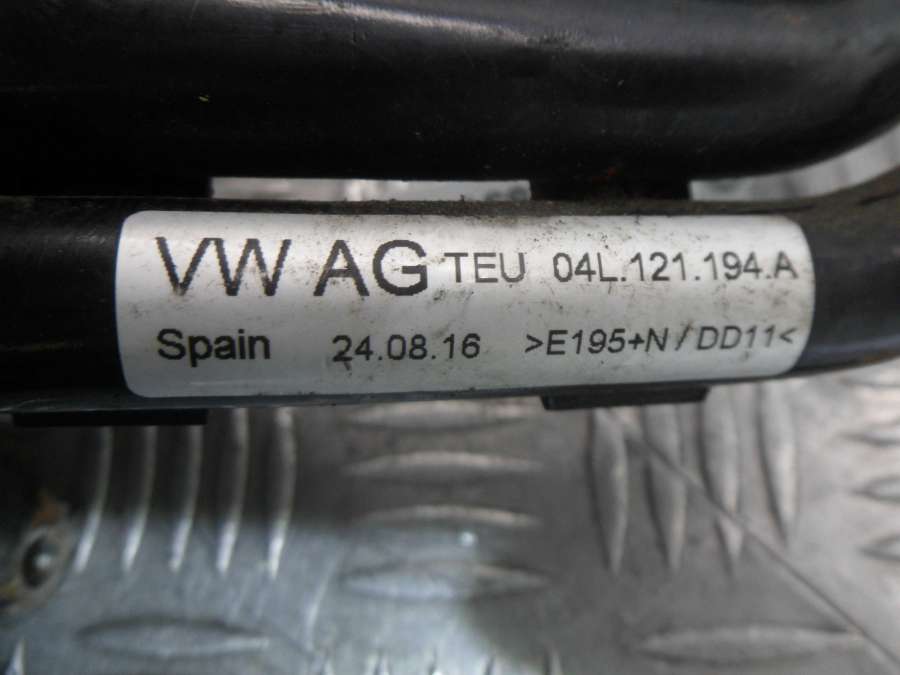 VW AG TEU 04L.121.194.A
Spain 24.08.16 >E195+N/DD11<